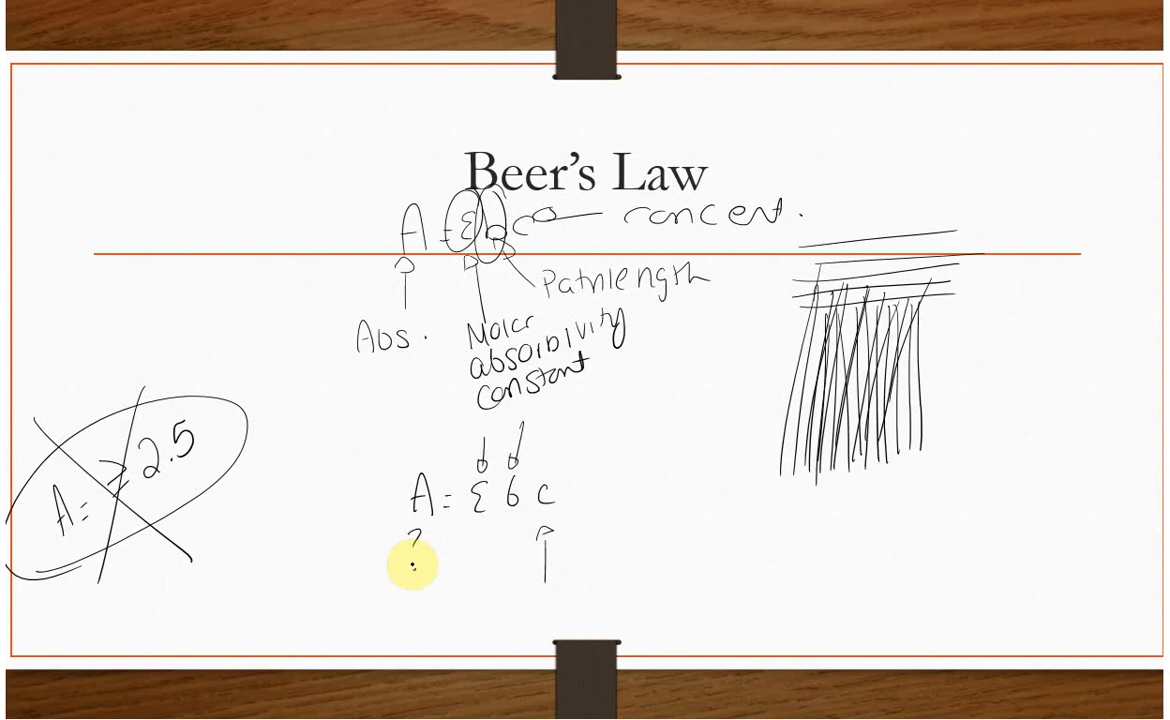 Beer's Law
A = εbc concent.
Pathlength
Abs. Molar
absorbivity
constant
A = ≥ 2.5
A = ε b c
?